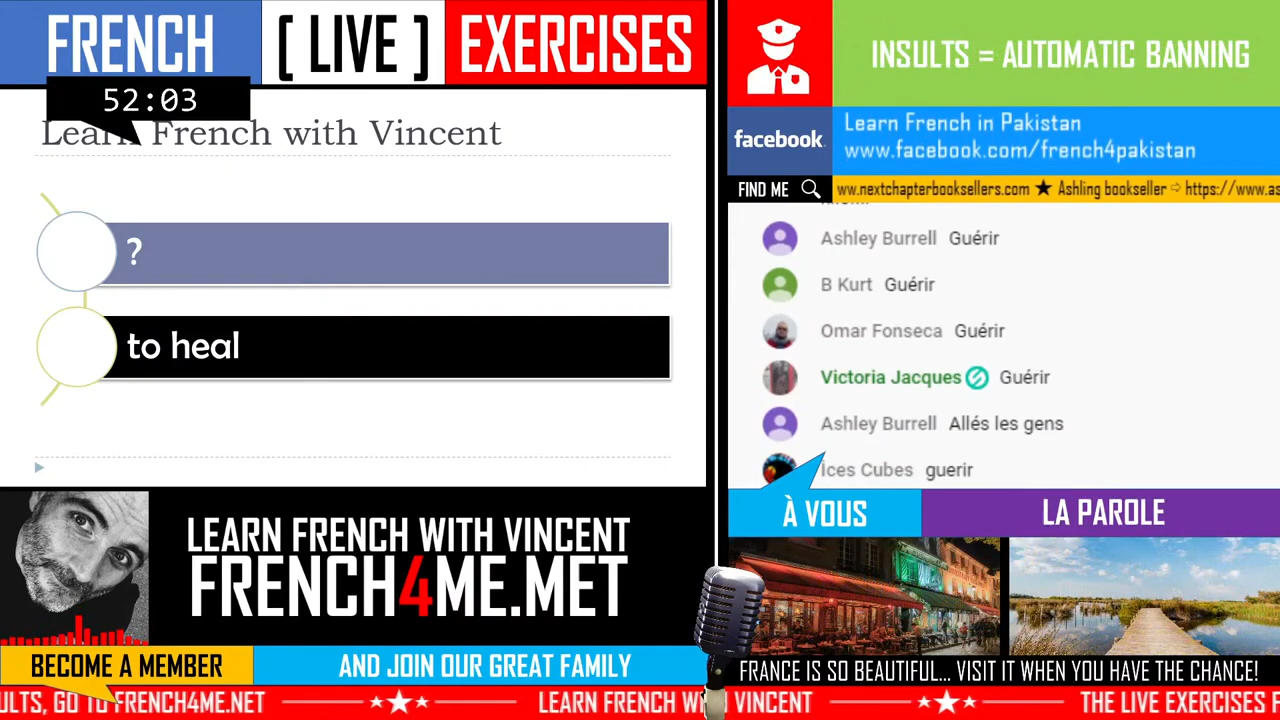 FRENCH [ LIVE ] EXERCISES
52:03
Learn French with Vincent
?
to heal
LEARN FRENCH WITH VINCENT
FRENCH4ME.MET
BECOME A MEMBER
AND JOIN OUR GREAT FAMILY
INSULTS = AUTOMATIC BANNING
facebook.
Learn French in Pakistan
www.facebook.com/french4pakistan
FIND ME
ww.nextchapterbooksellers.com ★ Ashling bookseller ⇨ https://www.as
Ashley Burrell Guérir
B Kurt Guérir
Omar Fonseca Guérir
Victoria Jacques Guérir
Ashley Burrell Allés les gens
Ices Cubes guerir
À VOUS
LA PAROLE
FRANCE IS SO BEAUTIFUL... VISIT IT WHEN YOU HAVE THE CHANCE!
ULTS, GO TO FRENCH4ME.NET ★ LEARN FRENCH WITH VINCENT ★ THE LIVE EXERCISES F